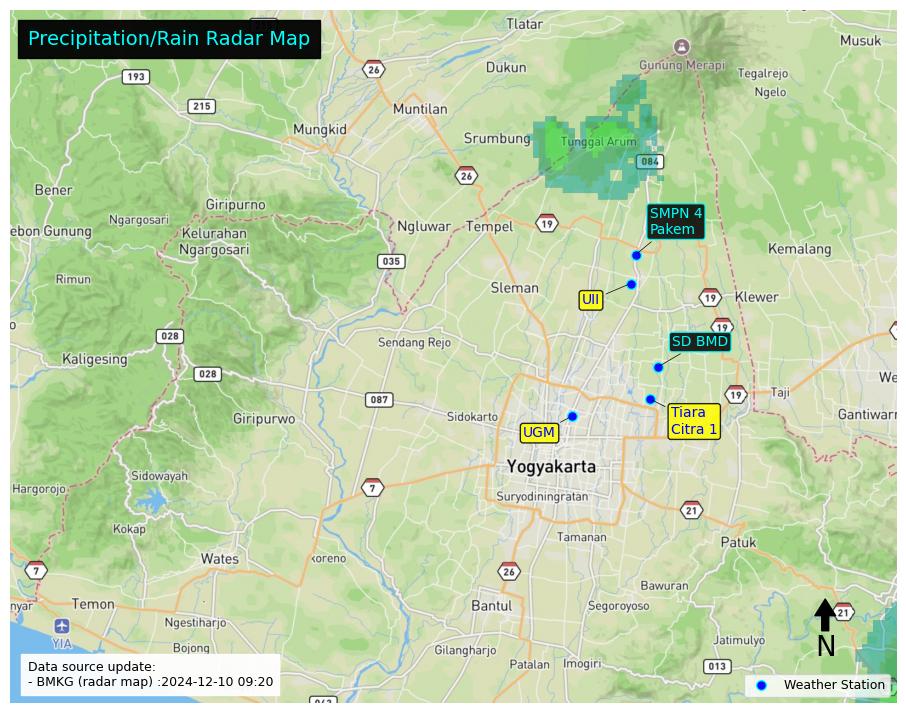 Precipitation/Rain Radar Map
Tlatar
Musuk
26
Dukun
Gunung Merapi
Tegalrejo
193
Ngelo
215
Muntilan
Mungkid
Srumbung
Tunggal Arum
084
26
Bener
Giripurno
SMPN 4
Pakem
Ngargosari
ebon Gunung
Kelurahan
Ngargosari
Ngluwar
Tempel
19
Kemalang
035
Rimun
Sleman
UII
19
Klewer
19
028
Sendang Rejo
SD BMD
Kaligesing
028
We
087
19
Taji
Giripurwo
Sidokarto
Tiara
Citra 1
Gantiwarn
UGM
Yogyakarta
Sidowayah
7
Suryodiningratan
Hargorojo
21
Kokap
Tamanan
Patuk
Wates
koreno
7
26
Bawuran
nyar
Temon
Bantul
Segoroyoso
21
Ngestiharjo
YIA
N
Jatimulyo
Bojong
Gilangharjo
Patalan
Imogiri
013
Data source update:
- BMKG (radar map) :2024-12-10 09:20
Weather Station